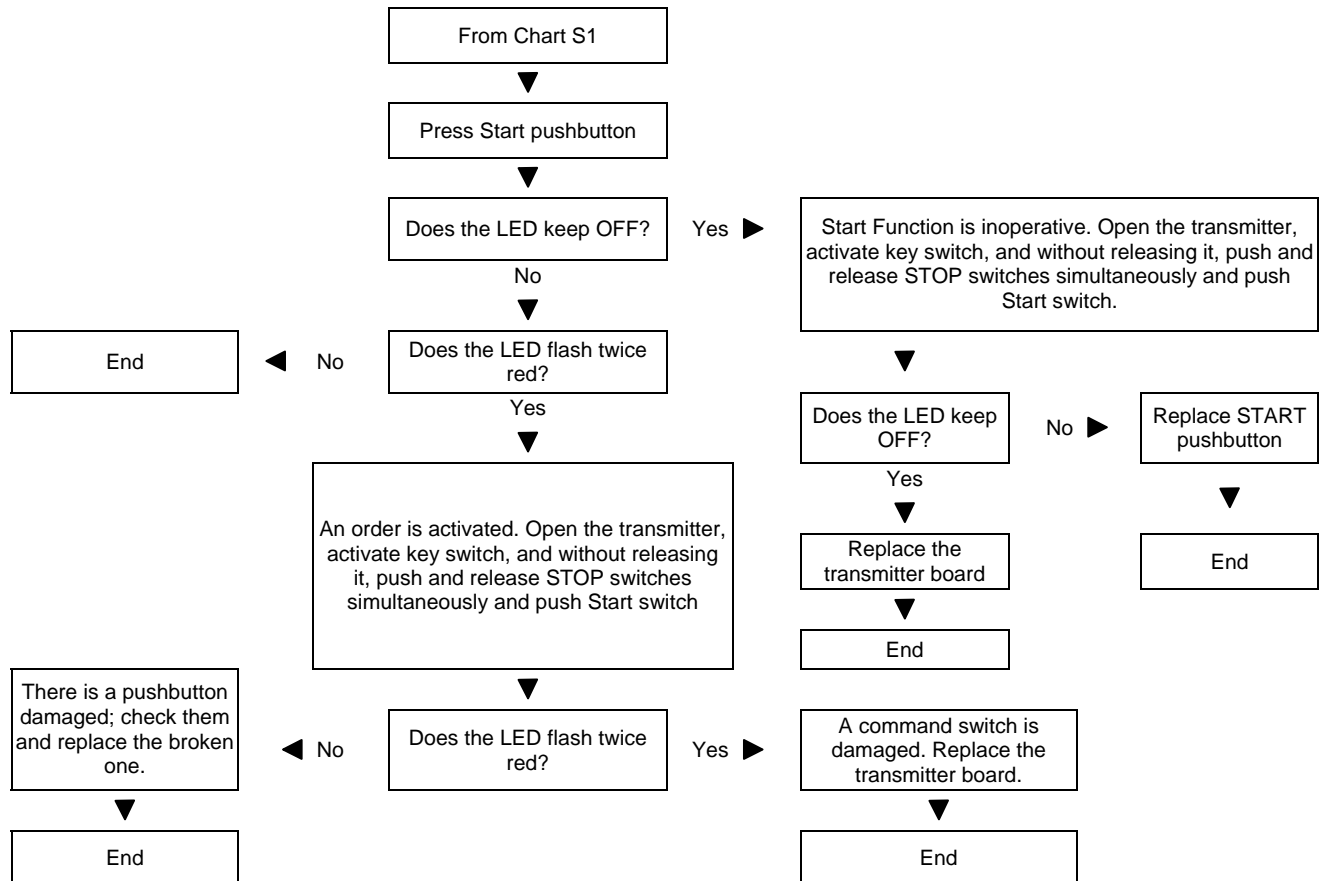 From Chart S1
Press Start pushbutton
Does the LED keep OFF?
Yes
Start Function is inoperative. Open the transmitter,
activate key switch, and without releasing it, push and
release STOP switches simultaneously and push
Start switch.
No
End
No
Does the LED flash twice
red?
Yes
Does the LED keep
OFF?
No
Replace START
pushbutton
Yes
End
Replace the
transmitter board
End
An order is activated. Open the transmitter,
activate key switch, and without releasing
it, push and release STOP switches
simultaneously and push Start switch
There is a pushbutton
damaged; check them
and replace the broken
one.
No
Does the LED flash twice
red?
Yes
A command switch is
damaged. Replace the
transmitter board.
End
End